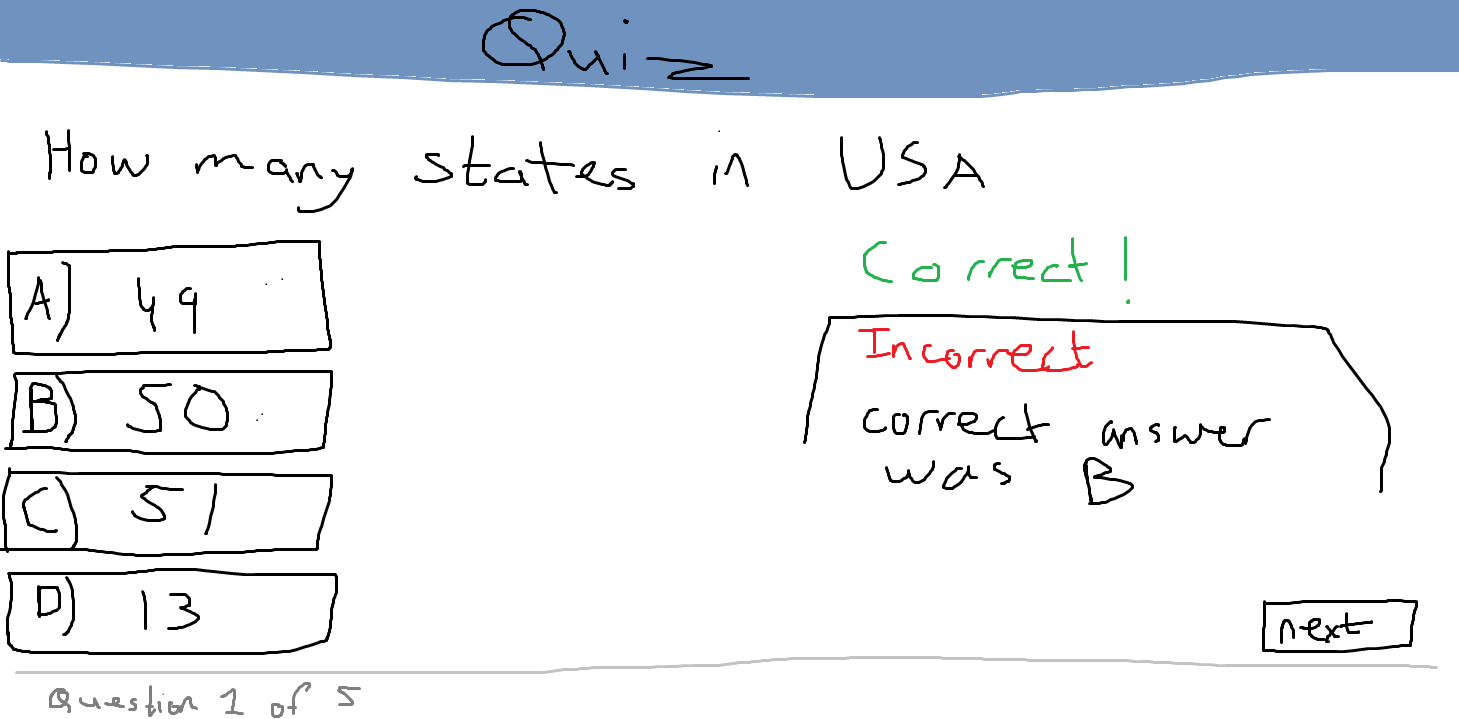 Quiz
How many states in USA
A) 49
B) 50
C) 51
D) 13
Correct!
Incorrect
correct answer
was B
next
Question 1 of 5